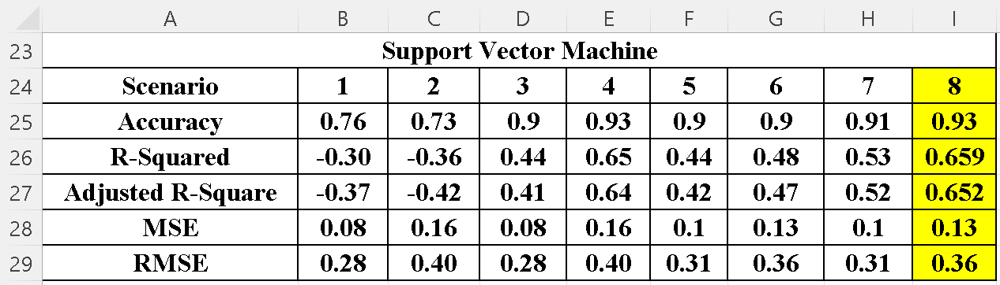 A B C D E F G H I
23 Support Vector Machine
24 Scenario 1 2 3 4 5 6 7 8
25 Accuracy 0.76 0.73 0.9 0.93 0.9 0.9 0.91 0.93
26 R-Squared -0.30 -0.36 0.44 0.65 0.44 0.48 0.53 0.659
27 Adjusted R-Square -0.37 -0.42 0.41 0.64 0.42 0.47 0.52 0.652
28 MSE 0.08 0.16 0.08 0.16 0.1 0.13 0.1 0.13
29 RMSE 0.28 0.40 0.28 0.40 0.31 0.36 0.31 0.36